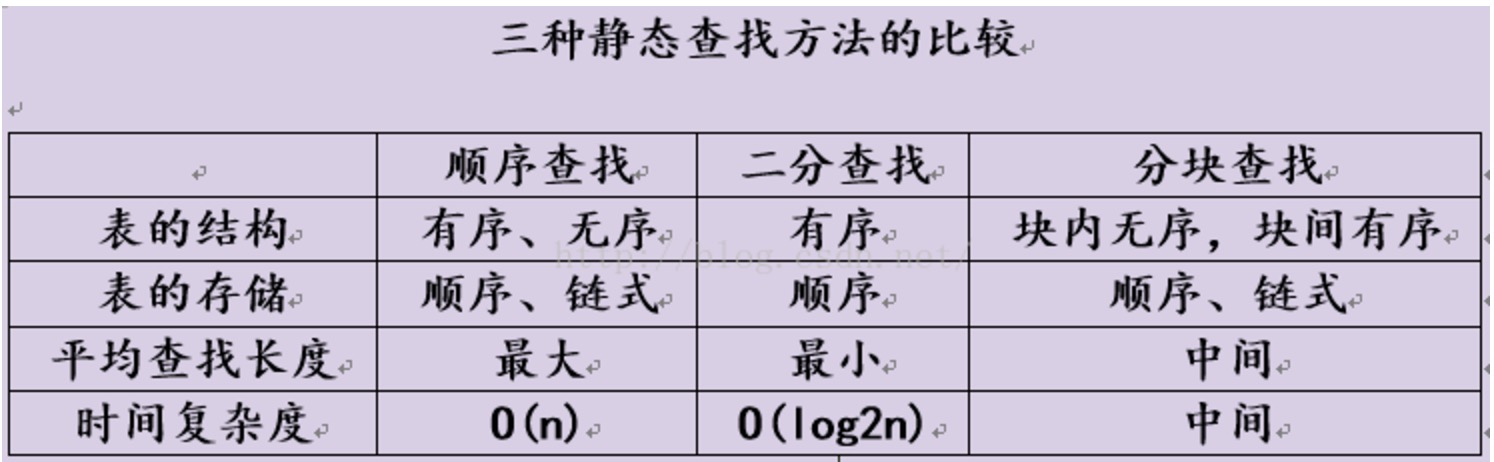 三种静态查找方法的比较
顺序查找 二分查找 分块查找
表的结构 有序、无序 有序 块内无序，块间有序
http://blog.csdn.net/
表的存储 顺序、链式 顺序 顺序、链式
平均查找长度 最大 最小 中间
时间复杂度 O(n) O(log2n) 中间